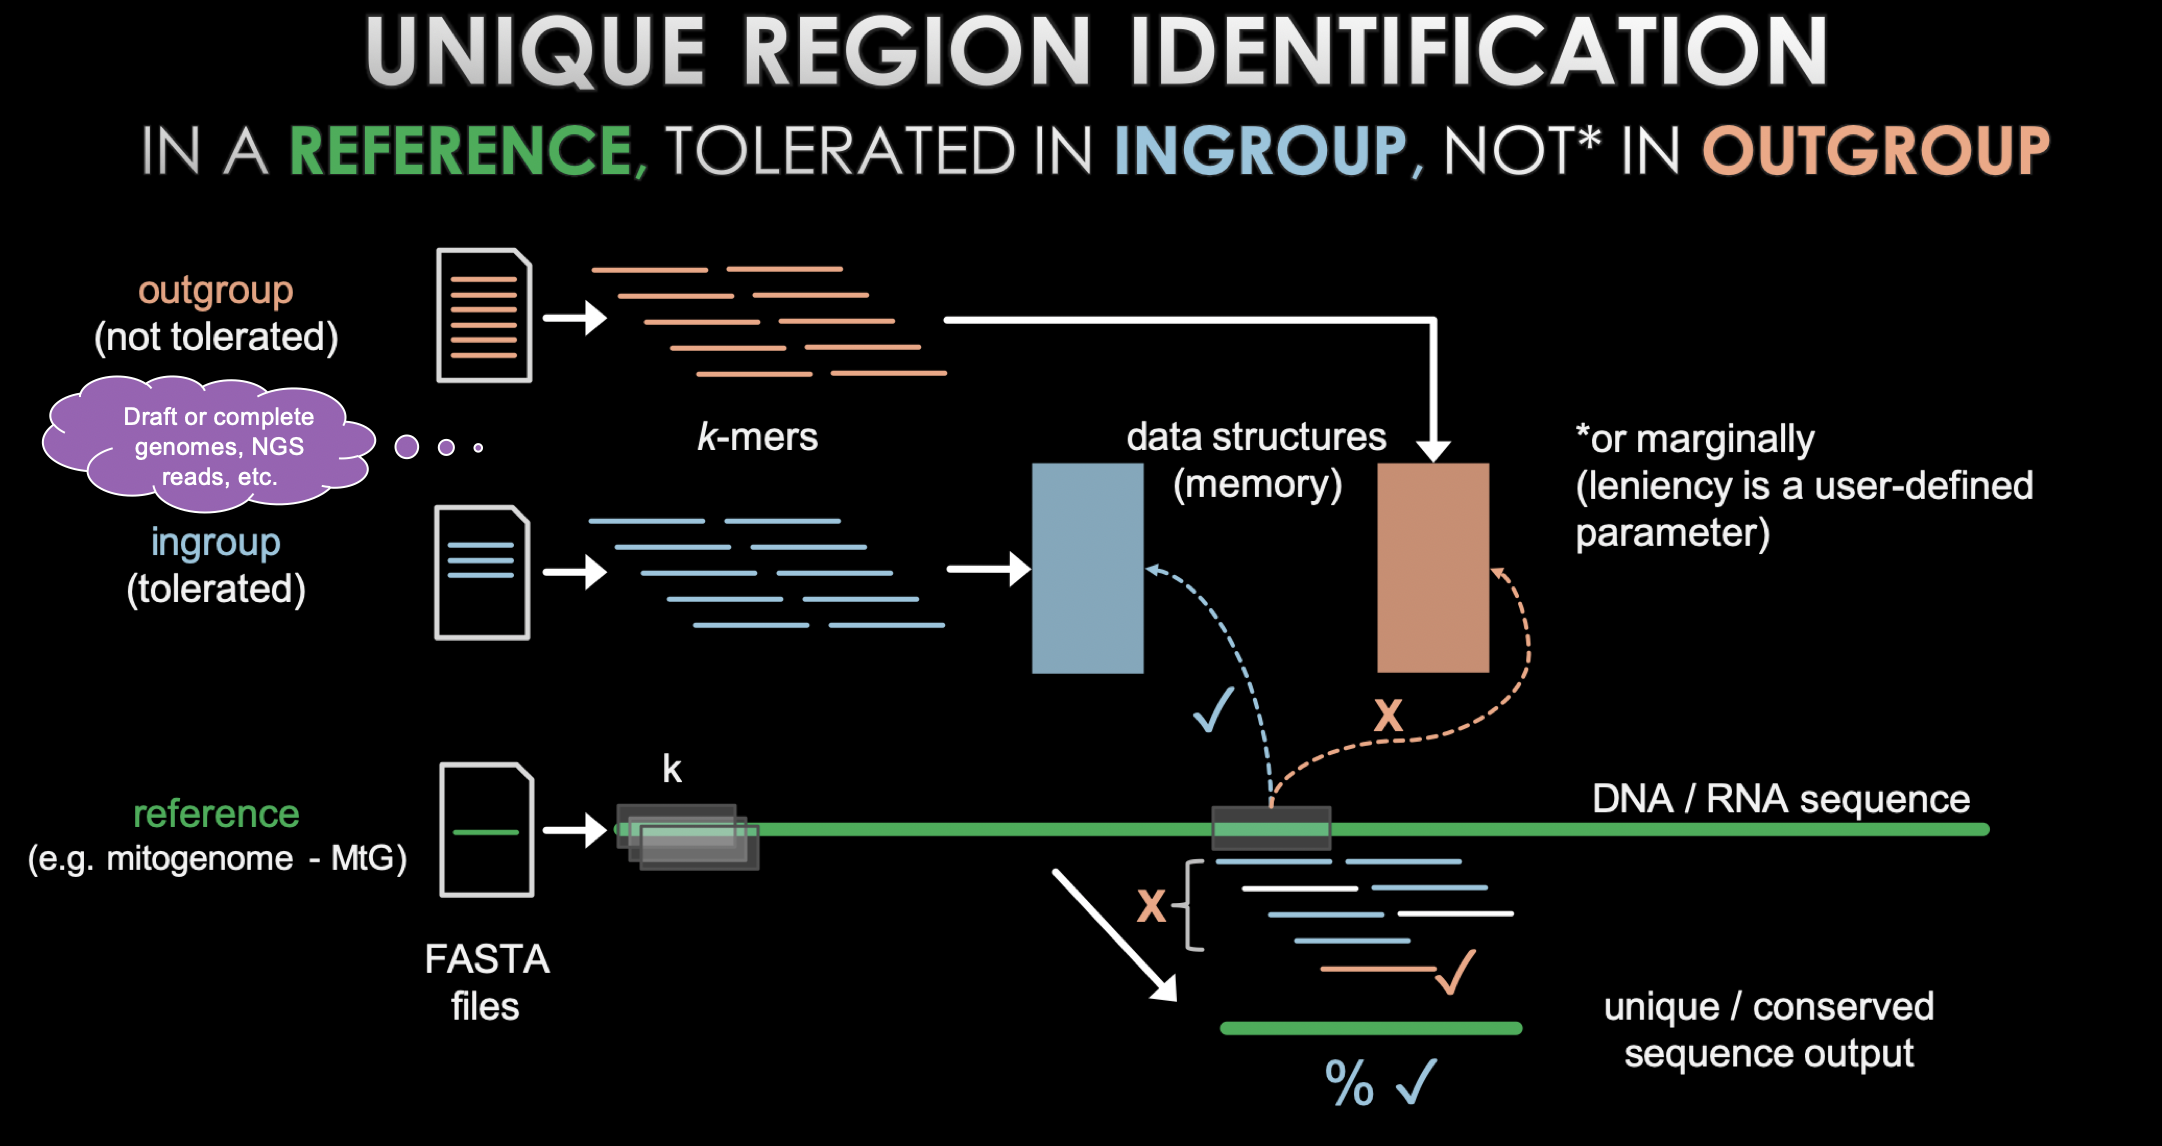 UNIQUE REGION IDENTIFICATION
IN A REFERENCE, TOLERATED IN INGROUP, NOT* IN OUTGROUP
outgroup
(not tolerated)
Draft or complete
genomes, NGS
reads, etc.
k-mers
data structures
(memory)
*or marginally
(leniency is a user-defined
parameter)
ingroup
(tolerated)
X
k
reference
(e.g. mitogenome - MtG)
DNA / RNA sequence
X
FASTA
files
unique / conserved
sequence output
% ✓